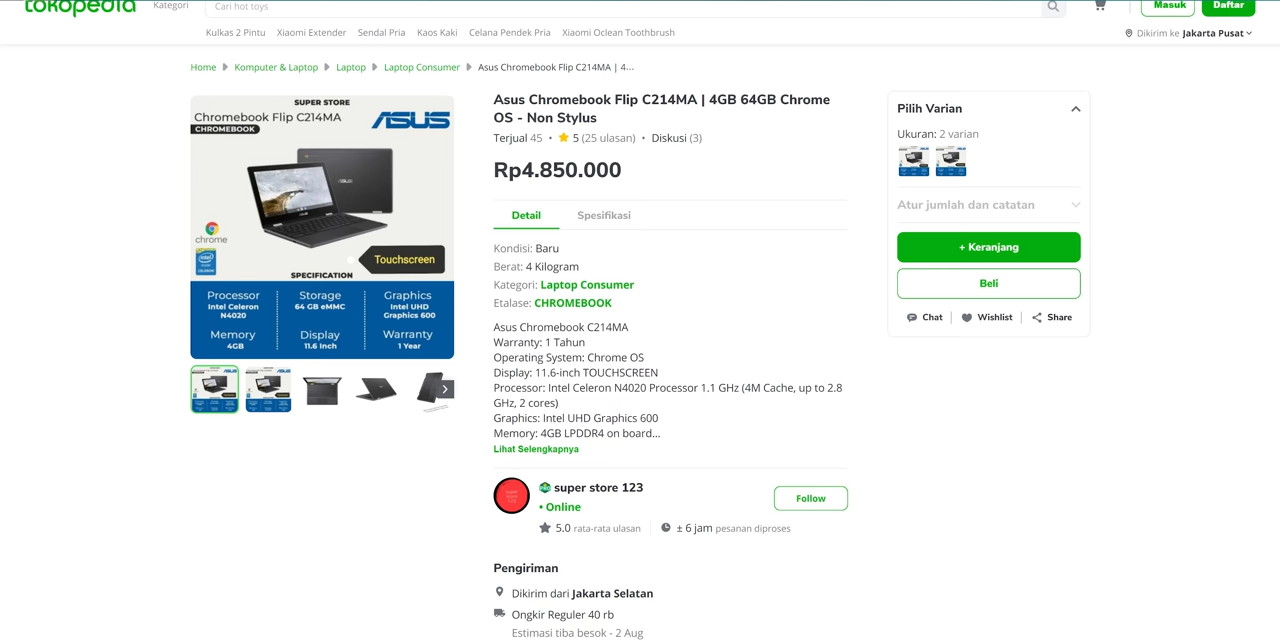 tokopedia
Kategori
Cari hot toys
Masuk
Daftar
Kulkas 2 Pintu Xiaomi Extender Sendal Pria Kaos Kaki Celana Pendek Pria Xiaomi Oclean Toothbrush
Dikirim ke Jakarta Pusat
Home Komputer & Laptop Laptop Laptop Consumer Asus Chromebook Flip C214MA | 4...
SUPER STORE
Chromebook Flip C214MA
ASUS
CHROMEBOOK
chrome
Touchscreen
SPECIFICATION
Processor
Intel Celeron
N4020
Storage
64 GB eMMC
Graphics
Intel UHD
Graphics 600
Memory
4GB
Display
11.6 Inch
Warranty
1 Year
Asus Chromebook Flip C214MA | 4GB 64GB Chrome
OS - Non Stylus
Terjual 45 • 5 (25 ulasan) • Diskusi (3)
Rp4.850.000
Detail Spesifikasi
Kondisi: Baru
Berat: 4 Kilogram
Kategori: Laptop Consumer
Etalase: CHROMEBOOK
Asus Chromebook C214MA
Warranty: 1 Tahun
Operating System: Chrome OS
Display: 11.6-inch TOUCHSCREEN
Processor: Intel Celeron N4020 Processor 1.1 GHz (4M Cache, up to 2.8
GHz, 2 cores)
Graphics: Intel UHD Graphics 600
Memory: 4GB LPDDR4 on board...
Lihat Selengkapnya
super store 123
• Online
Follow
5.0 rata-rata ulasan
± 6 jam pesanan diproses
Pengiriman
Dikirim dari Jakarta Selatan
Ongkir Reguler 40 rb
Estimasi tiba besok - 2 Aug
Pilih Varian
Ukuran: 2 varian
Atur jumlah dan catatan
+ Keranjang
Beli
Chat
Wishlist
Share